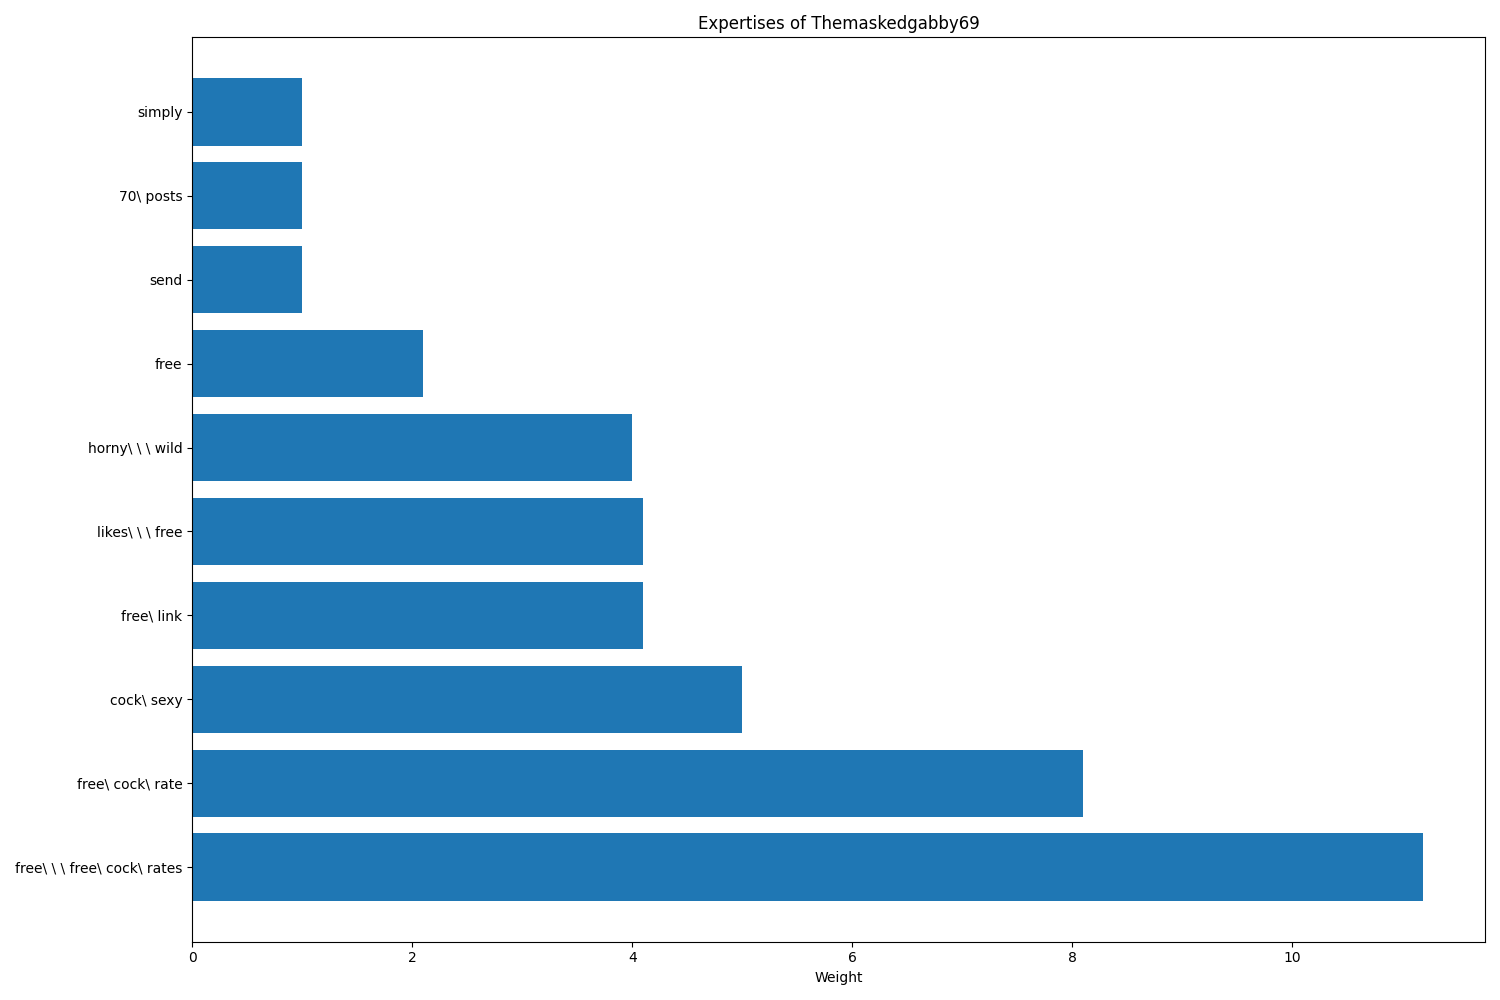 Expertises of Themaskedgabby69
simply
70\ posts
send
free
horny\ \ \ wild
likes\ \ \ free
free\ link
cock\ sexy
free\ cock\ rate
free\ \ \ free\ cock\ rates
0 2 4 6 8 10
Weight